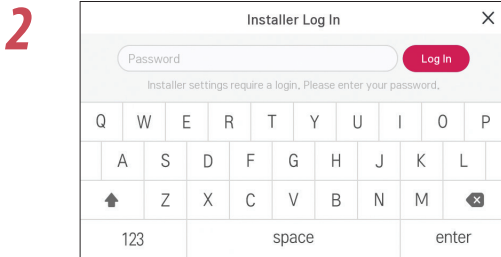 2
Installer Log In
Password
Log In
Installer settings require a login. Please enter your password.
Q W E R T Y U I O P
A S D F G H J K L
Z X C V B N M
123 space enter